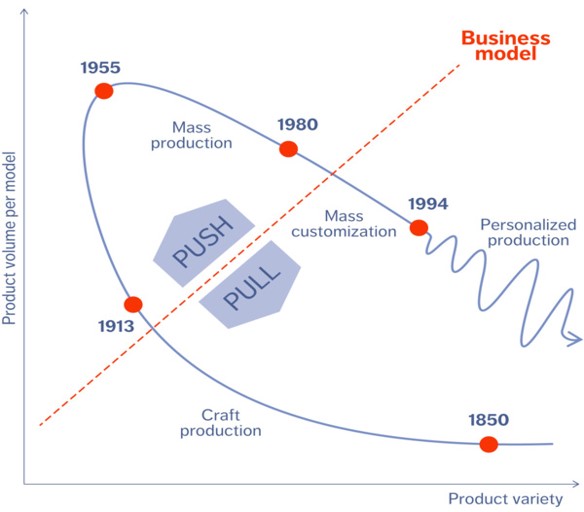 Business
model
1955
Mass
production
1980
1994
Mass
customization
Personalized
production
PUSH
PULL
Product volume per model
1913
Craft
production
1850
Product variety